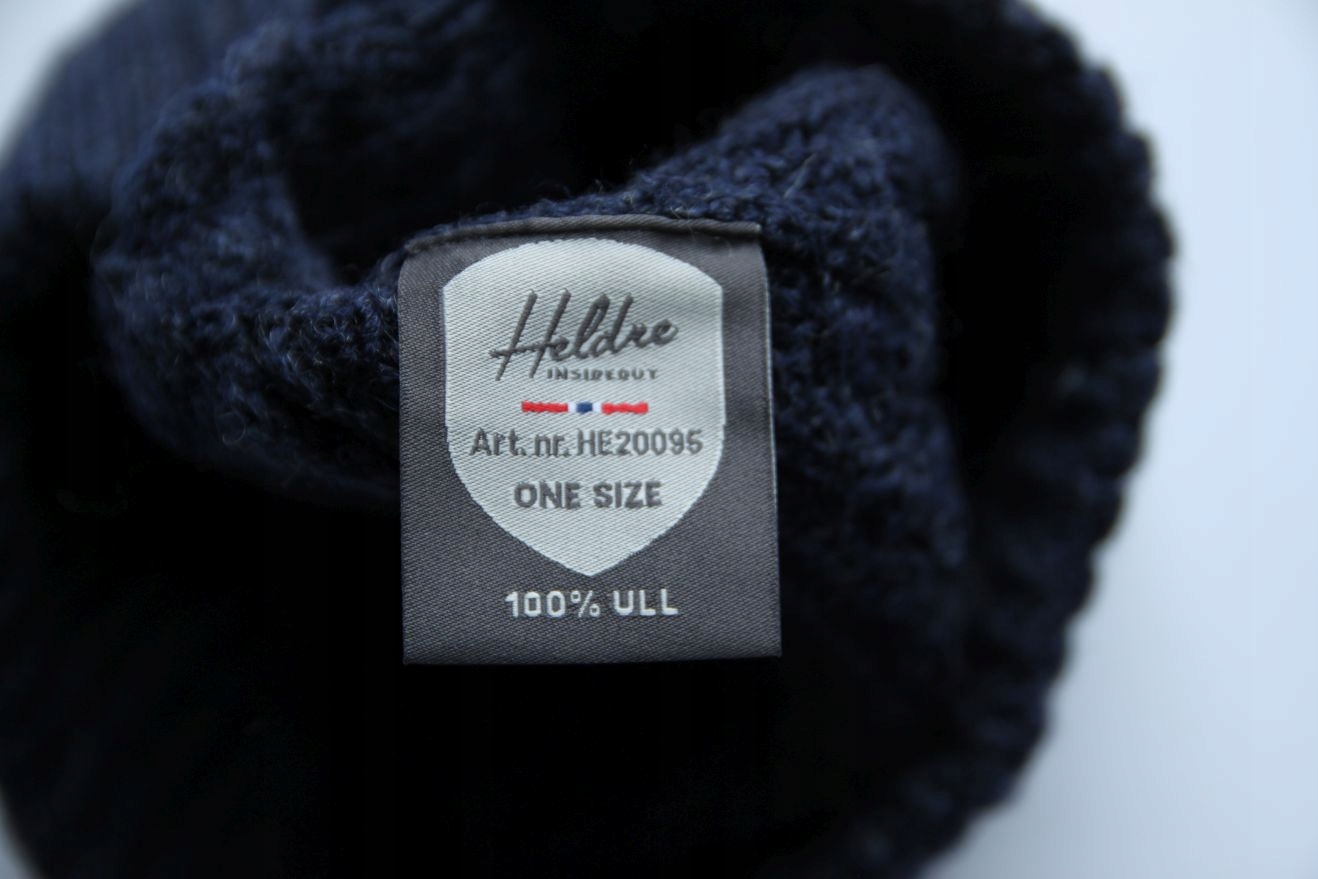 Heldre
INSIDEOUT
Art. nr. HE20095
ONE SIZE
100% ULL